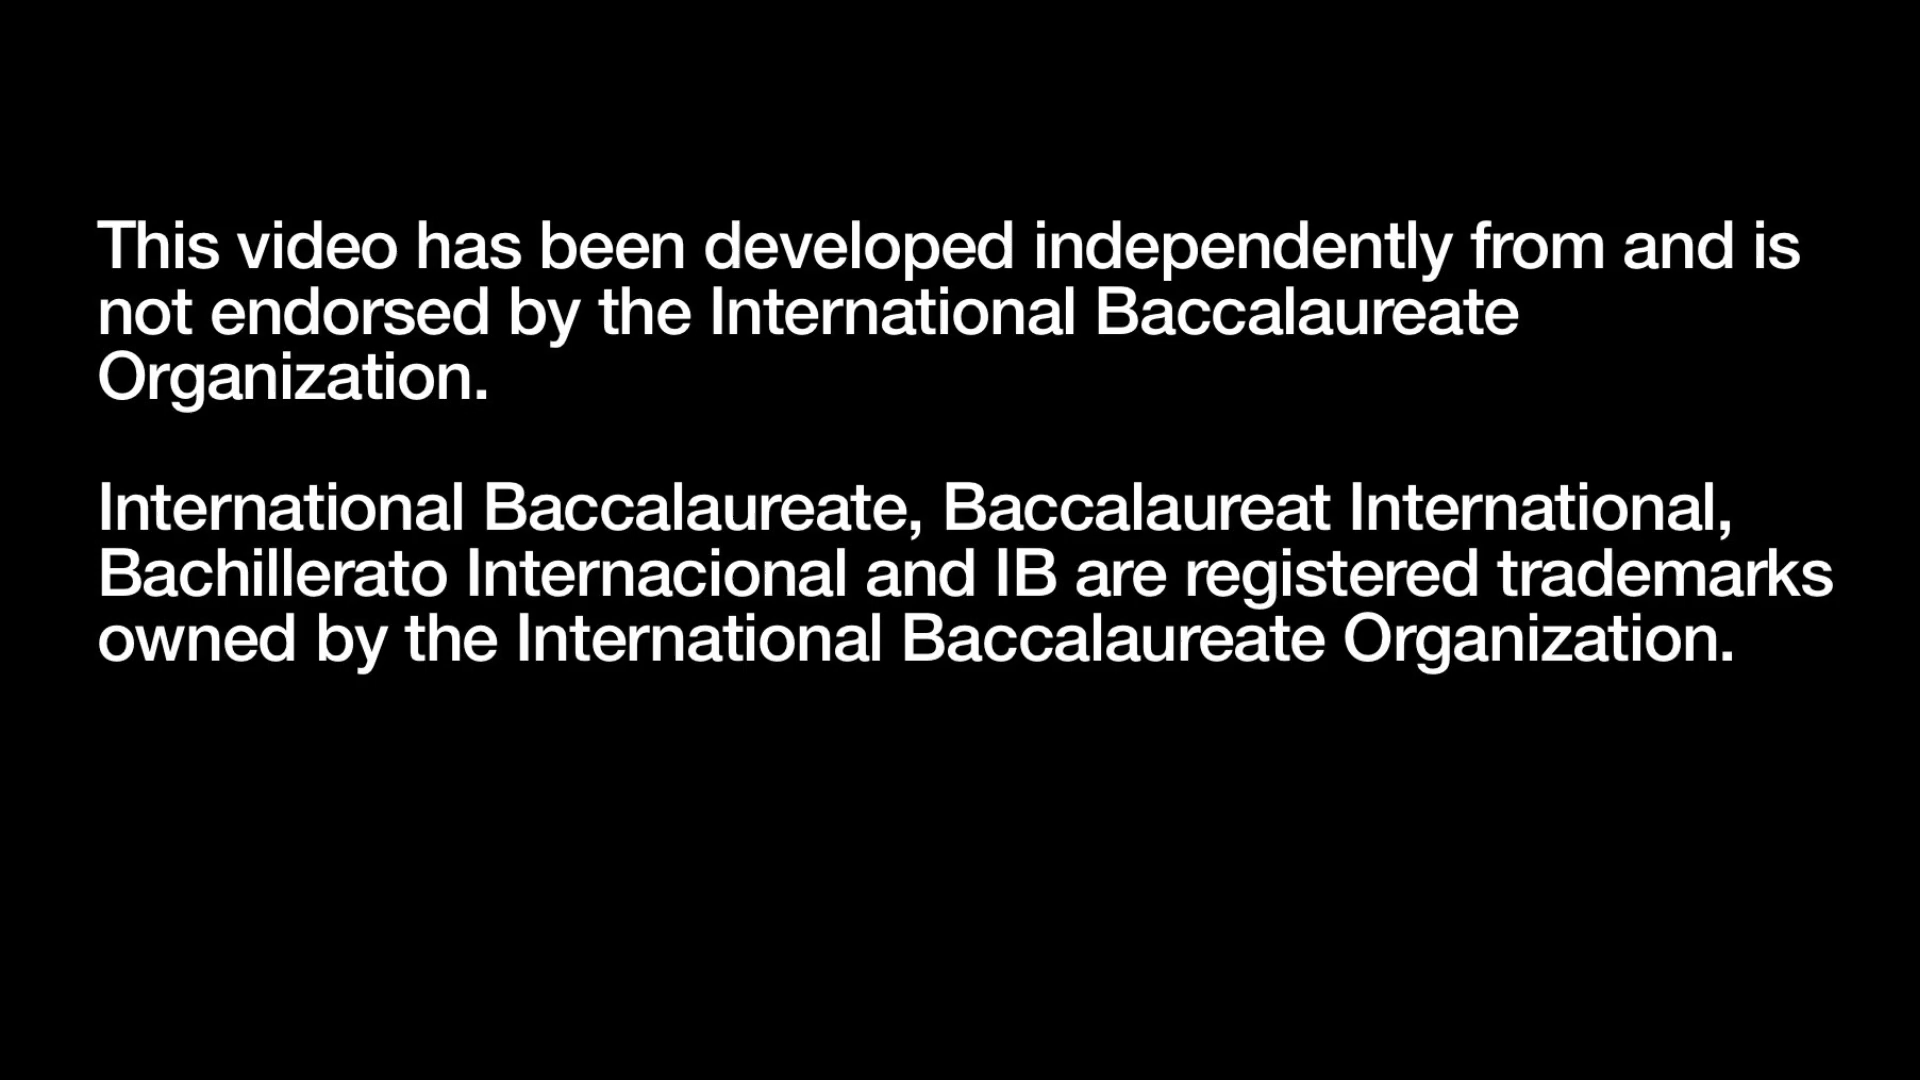 This video has been developed independently from and is
not endorsed by the International Baccalaureate
Organization.
International Baccalaureate, Baccalaureat International,
Bachillerato Internacional and IB are registered trademarks
owned by the International Baccalaureate Organization.